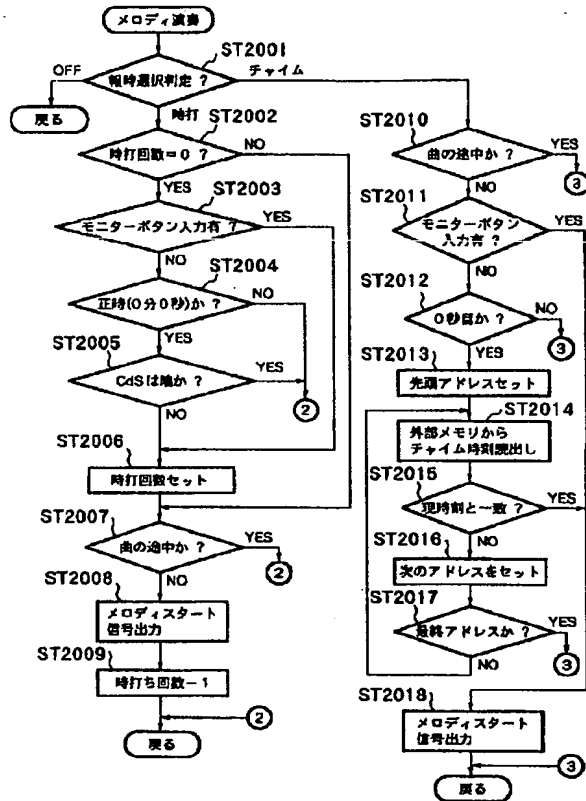 メロディ演奏
ST2001
OFF
報時選択判定 ?
チャイム
戻る
時打
ST2002
時打回数=0 ?
NO
YES
ST2003
モニターボタン入力有 ?
YES
NO
ST2004
正時(0分0秒)か ?
NO
ST2005
YES
CdSは暗か ?
YES
NO
②
ST2006
時打回数セット
ST2007
曲の途中か ?
YES
②
NO
ST2008
メロディスタート
信号出力
ST2009
時打ち回数-1
②
戻る
ST2010
曲の途中か ?
YES
③
NO
ST2011
モニターボタン
入力有 ?
YES
NO
ST2012
0秒目か ?
NO
③
YES
ST2013
先頭アドレスセット
ST2014
外部メモリから
チャイム時刻読出し
ST2015
現時刻と一致 ?
YES
NO
ST2016
次のアドレスをセット
ST2017
最終アドレスか ?
YES
③
NO
ST2018
メロディスタート
信号出力
③
戻る